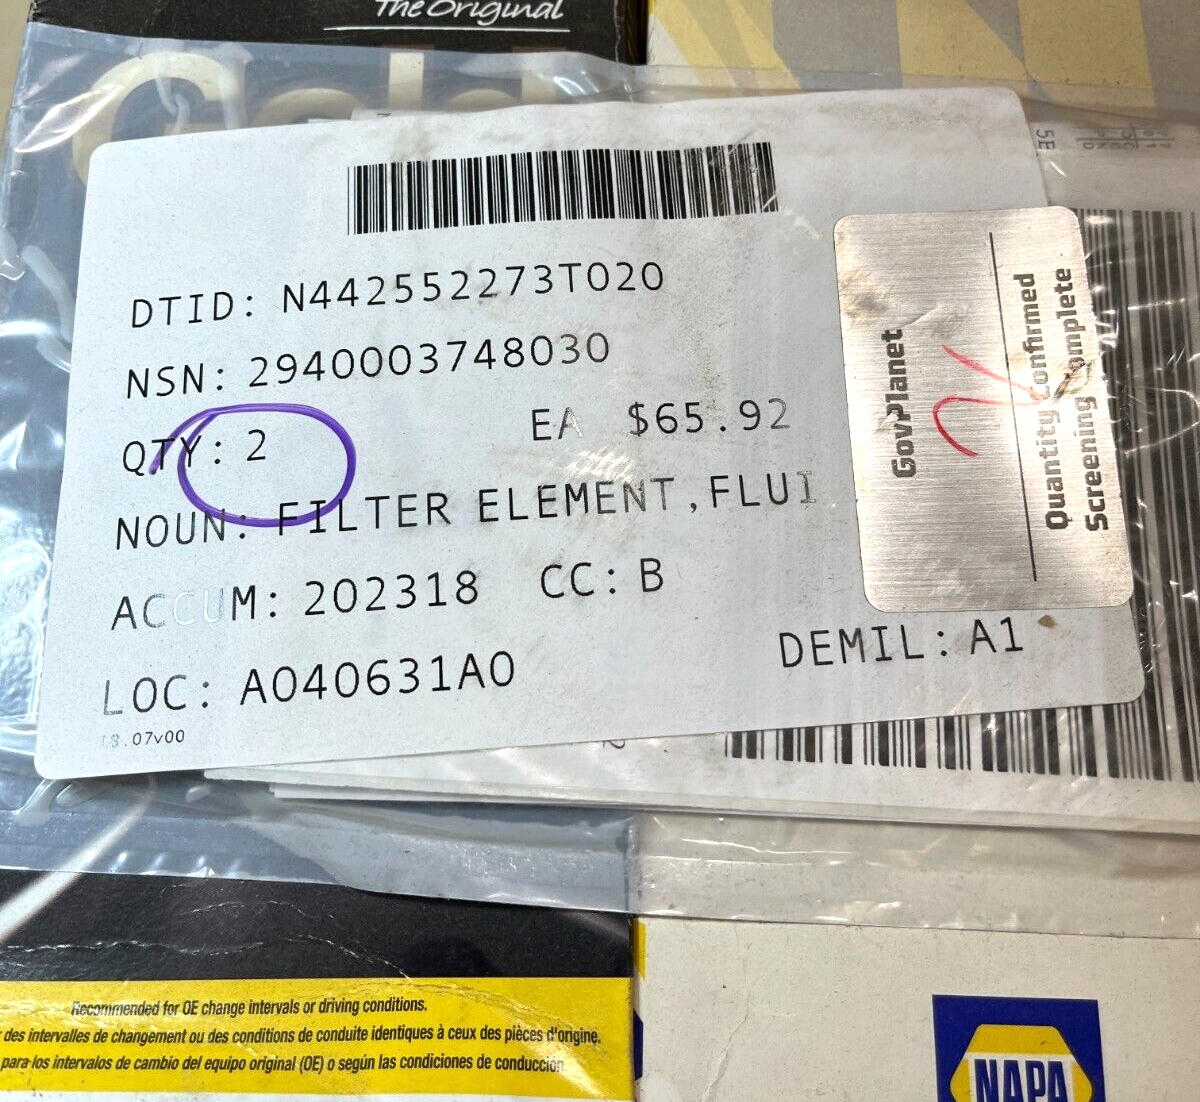 The Original
Gold
DTID: N442552273T020
NSN: 2940003748030
QTY: 2 EA $65.92
NOUN: FILTER ELEMENT,FLUI
ACCUM: 202318 CC: B
LOC: A040631A0 DEMIL: A1
.07v00
GovPlanet
Quantity Confirmed
Screening Complete
5E
Recommended for OE change intervals or driving conditions.
des intervalles de changement ou des conditions de conduite identiques à ceux des pièces d'origine.
para los intervalos de cambio del equipo original (OE) o según las condiciones de conducción
NAPA